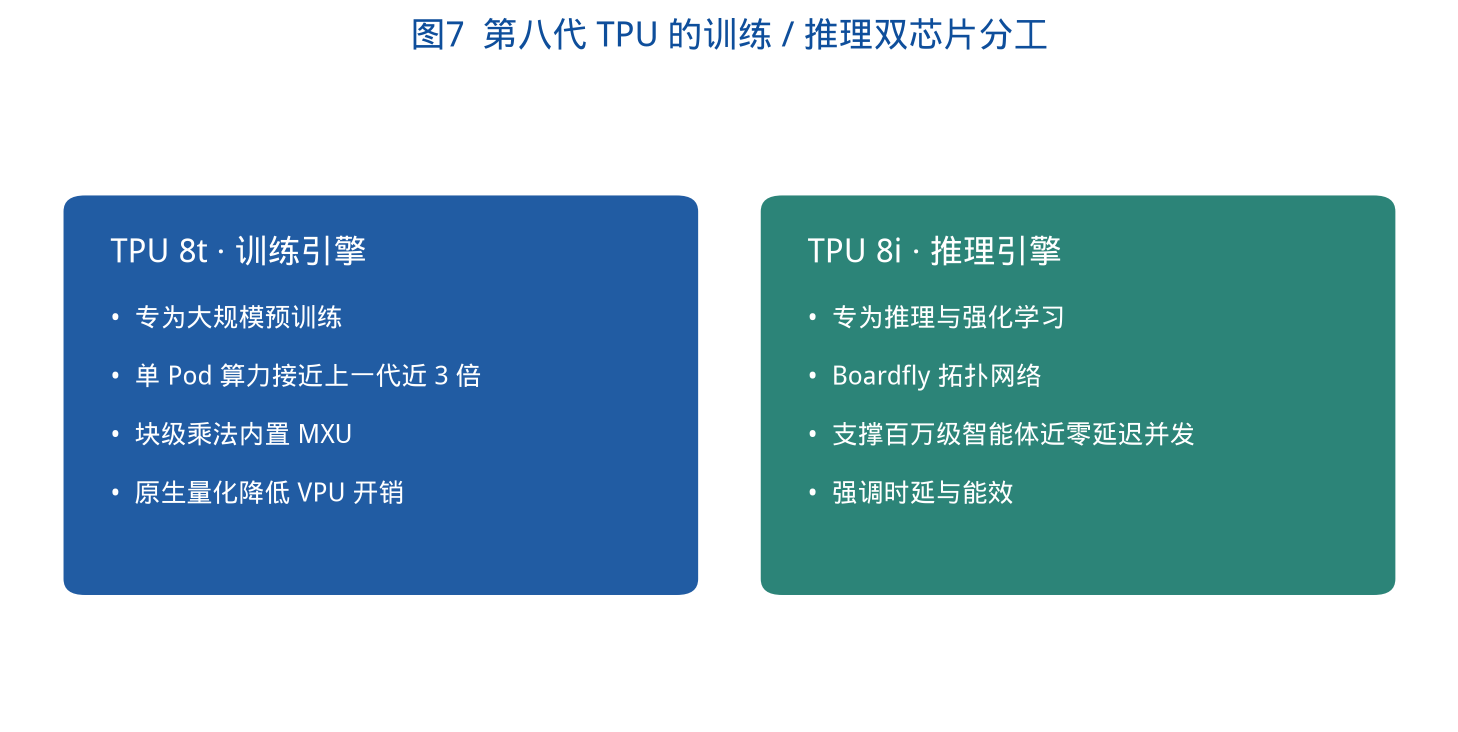 图7 第八代 TPU 的训练 / 推理双芯片分工
TPU 8t · 训练引擎
• 专为大规模预训练
• 单 Pod 算力接近上一代近 3 倍
• 块级乘法内置 MXU
• 原生量化降低 VPU 开销
TPU 8i · 推理引擎
• 专为推理与强化学习
• Boardfly 拓扑网络
• 支撑百万级智能体近零延迟并发
• 强调时延与能效